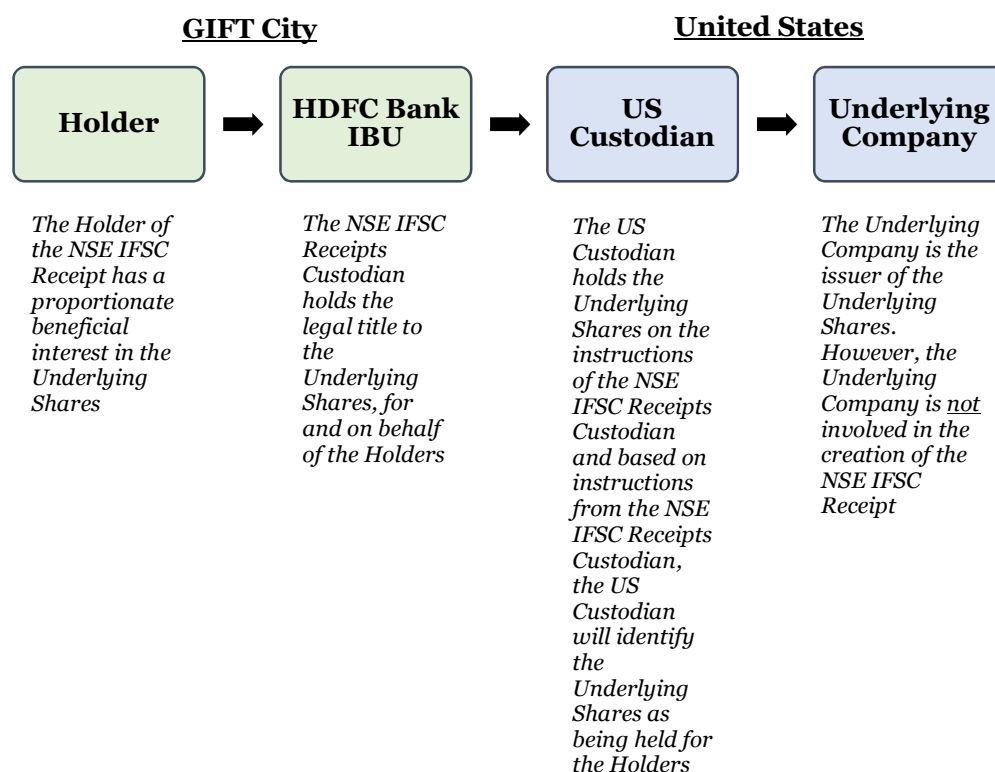 GIFT City
United States
Holder
HDFC Bank
IBU
US
Custodian
Underlying
Company
The Holder of
the NSE IFSC
Receipt has a
proportionate
beneficial
interest in the
Underlying
Shares
The NSE IFSC
Receipts
Custodian
holds the
legal title to
the
Underlying
Shares, for
and on behalf
of the Holders
The US
Custodian
holds the
Underlying
Shares on the
instructions
of the NSE
IFSC Receipts
Custodian
and based on
instructions
from the NSE
IFSC Receipts
Custodian,
the US
Custodian
will identify
the
Underlying
Shares as
being held for
the Holders
The Underlying
Company is the
issuer of the
Underlying
Shares.
However, the
Underlying
Company is not
involved in the
creation of the
NSE IFSC
Receipt